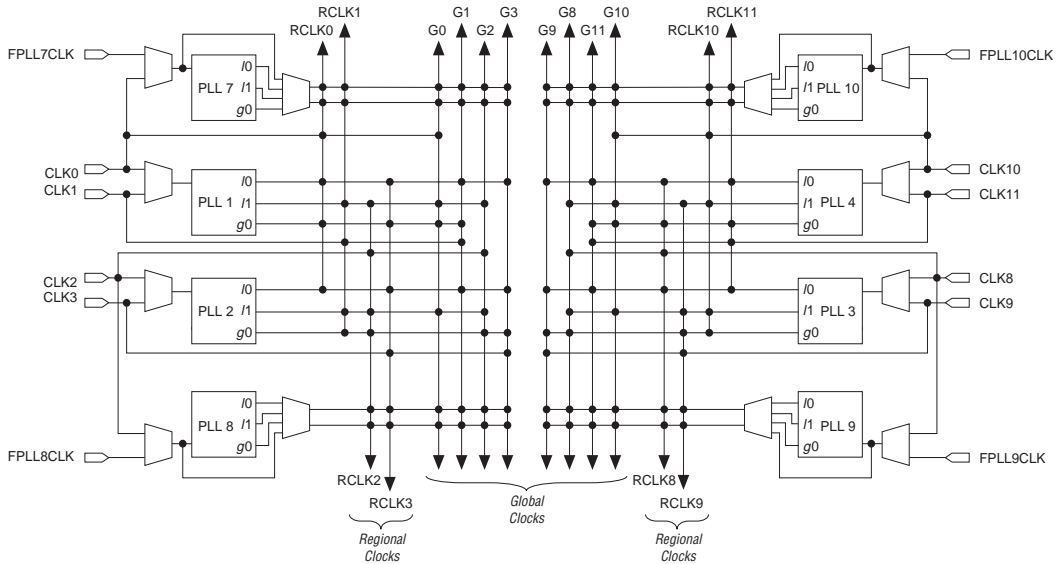 RCLK1 G1 G3 G8 G10 RCLK11
RCLK0 G0 G2 G9 G11 RCLK10
FPLL7CLK
PLL 7
l0
l1
g0
l0
l1
g0
PLL 10
FPLL10CLK
CLK0
CLK1
PLL 1
l0
l1
g0
l0
l1
g0
PLL 4
CLK10
CLK11
CLK2
CLK3
PLL 2
l0
l1
g0
l0
l1
g0
PLL 3
CLK8
CLK9
PLL 8
l0
l1
g0
l0
l1
g0
PLL 9
FPLL8CLK
FPLL9CLK
RCLK2
RCLK3
RCLK8
RCLK9
Regional
Clocks
Global
Clocks
Regional
Clocks